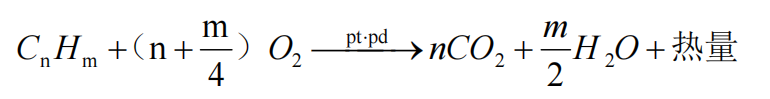 CₙHₘ +（n+m/4）O₂ —pt·pd→ nCO₂ + m/2 H₂O + 热量